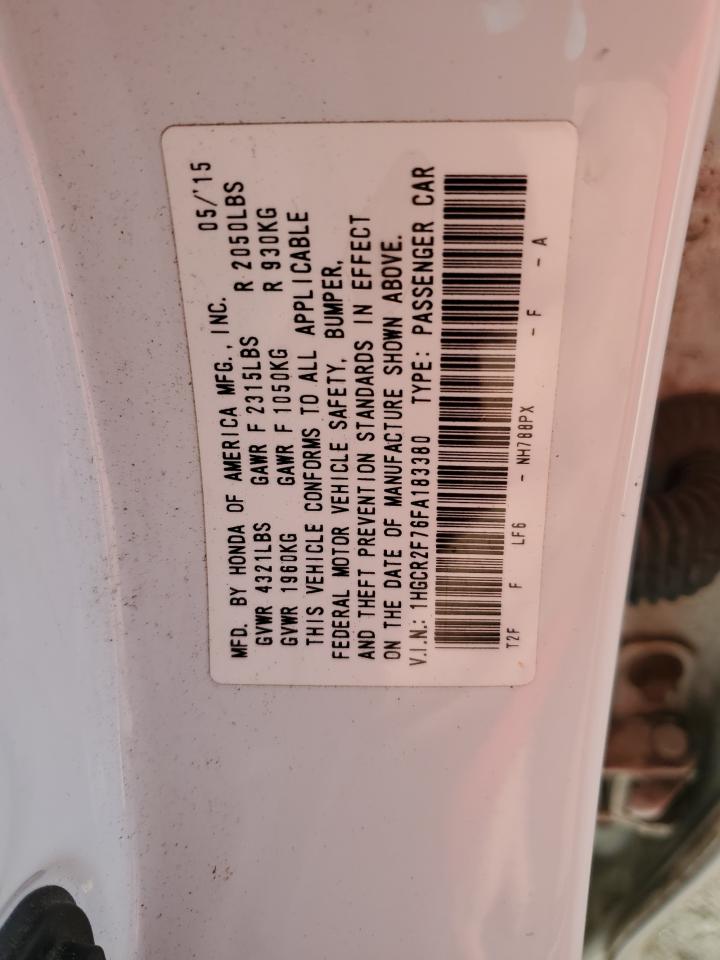 MFD. BY HONDA OF AMERICA MFG., INC. 05/'15
GVWR 4321LBS GAWR F 2315LBS R 2050LBS
GVWR 1960KG GAWR F 1050KG R 930KG
THIS VEHICLE CONFORMS TO ALL APPLICABLE
FEDERAL MOTOR VEHICLE SAFETY, BUMPER,
AND THEFT PREVENTION STANDARDS IN EFFECT
ON THE DATE OF MANUFACTURE SHOWN ABOVE.
V.I.N.: 1HGCR2F76FA183380 TYPE: PASSENGER CAR
T2F F LF6 - NH788PX - F - A